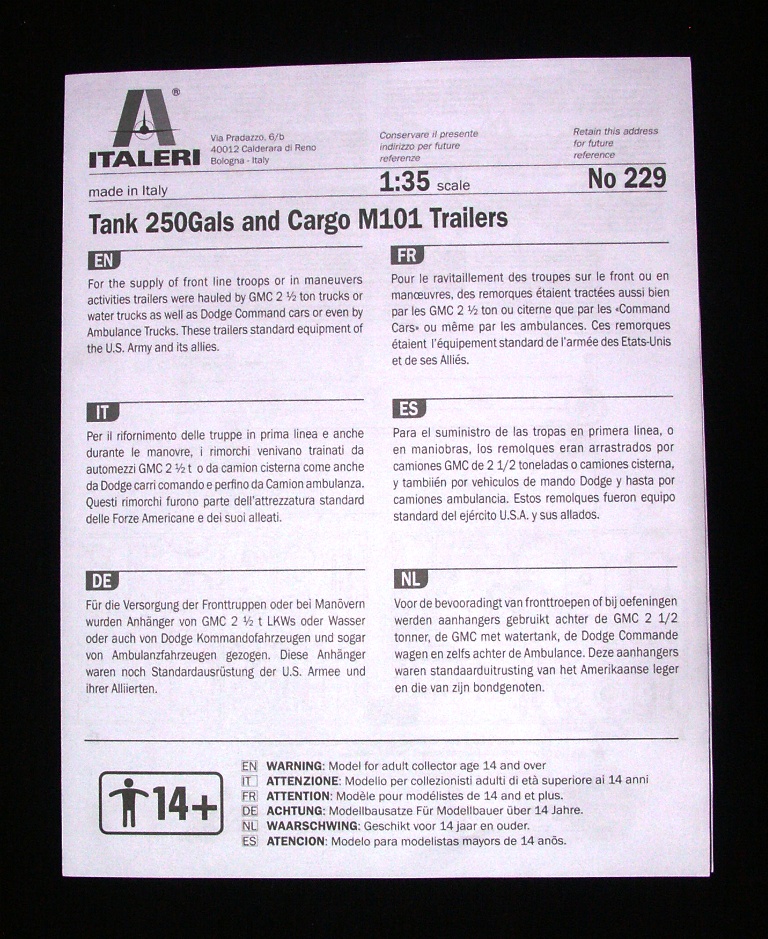 ®
ITALERI
Via Pradazzo, 6/b
40012 Calderara di Reno
Bologna - Italy
Conservare il presente
indirizzo per future
referenze
Retain this address
for future
reference
made in Italy
1:35 scale
No 229
Tank 250Gals and Cargo M101 Trailers
EN
For the supply of front line troops or in maneuvers
activities trailers were hauled by GMC 2 ½ ton trucks or
water trucks as well as Dodge Command cars or even by
Ambulance Trucks. These trailers standard equipment of
the U.S. Army and its allies.
FR
Pour le ravitaillement des troupes sur le front ou en
manœuvres, des remorques étaient tractées aussi bien
par les GMC 2 ½ ton ou citerne que par les «Command
Cars» ou même par les ambulances. Ces remorques
étaient l'équipement standard de l'armée des Etats-Unis
et de ses Alliés.
IT
Per il rifornimento delle truppe in prima linea e anche
durante le manovre, i rimorchi venivano trainati da
automezzi GMC 2 ½ t o da camion cisterna come anche
da Dodge carri comando e perfino da Camion ambulanza.
Questi rimorchi furono parte dell'attrezzatura standard
delle Forze Americane e dei suoi alleati.
ES
Para el suministro de las tropas en primera linea, o
en maniobras, los remolques eran arrastrados por
camiones GMC de 2 1/2 toneladas o camiones cisterna,
y tambiién por vehiculos de mando Dodge y hasta por
camiones ambulancia. Estos remolques fueron equipo
standard del ejército U.S.A. y sus allados.
DE
Für die Versorgung der Fronttruppen oder bei Manövern
wurden Anhänger von GMC 2 ½ t LKWs oder Wasser
oder auch von Dodge Kommandofahrzeugen und sogar
von Ambulanzfahrzeugen gezogen. Diese Anhänger
waren noch Standardausrüstung der U.S. Armee und
ihrer Alliierten.
NL
Voor de bevooradingt van fronttroepen of bij oefeningen
werden aanhangers gebruikt achter de GMC 2 1/2
tonner, de GMC met watertank, de Dodge Commande
wagen en zelfs achter de Ambulance. Deze aanhangers
waren standaarduitrusting van het Amerikaanse leger
en die van zijn bondgenoten.
14+
EN WARNING: Model for adult collector age 14 and over
IT ATTENZIONE: Modello per collezionisti adulti di età superiore ai 14 anni
FR ATTENTION: Modèle pour modélistes de 14 and et plus.
DE ACHTUNG: Modellbausatze Für Modellbauer über 14 Jahre.
NL WAARSCHWING: Geschikt voor 14 jaar en ouder.
ES ATENCION: Modelo para modelistas mayors de 14 anõs.